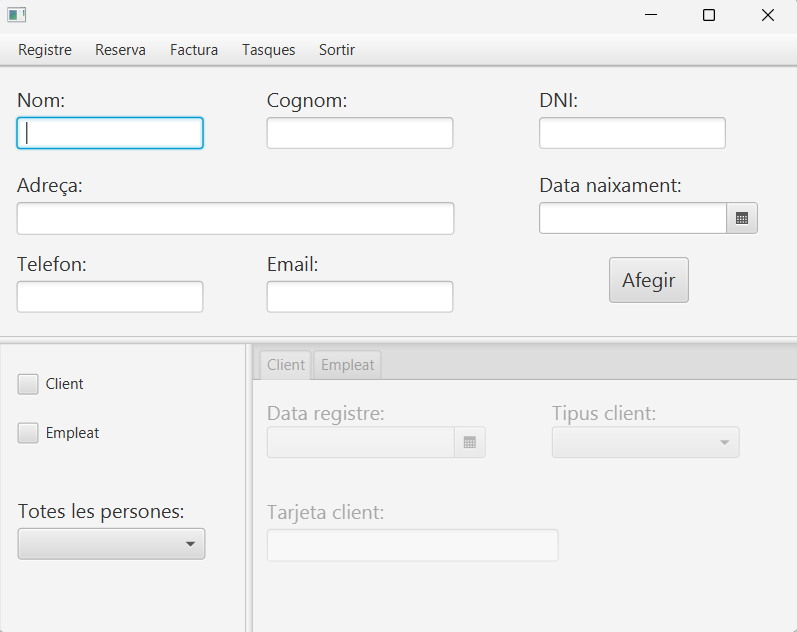 Registre Reserva Factura Tasques Sortir
Nom: Cognom: DNI:
Adreça: Data naixament:
Telefon: Email:
Afegir
Client Empleat
Client
Empleat
Data registre: Tipus client:
Totes les persones:
Tarjeta client: